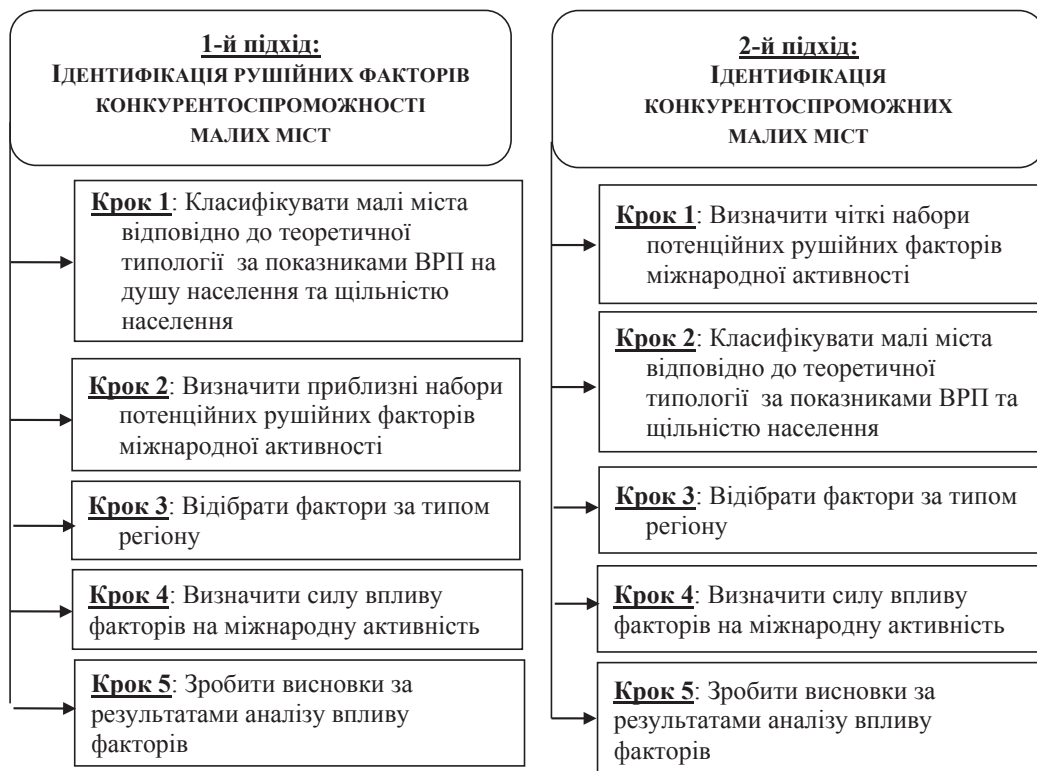 1-й підхід:
ІДЕНТИФІКАЦІЯ РУШІЙНИХ ФАКТОРІВ
КОНКУРЕНТОСПРОМОЖНОСТІ
МАЛИХ МІСТ
Крок 1: Класифікувати малі міста
відповідно до теоретичної
типології за показниками ВРП на
душу населення та щільністю
населення
Крок 2: Визначити приблизні набори
потенційних рушійних факторів
міжнародної активності
Крок 3: Відібрати фактори за типом
регіону
Крок 4: Визначити силу впливу
факторів на міжнародну активність
Крок 5: Зробити висновки за
результатами аналізу впливу
факторів
2-й підхід:
ІДЕНТИФІКАЦІЯ
КОНКУРЕНТОСПРОМОЖНИХ
МАЛИХ МІСТ
Крок 1: Визначити чіткі набори
потенційних рушійних факторів
міжнародної активності
Крок 2: Класифікувати малі міста
відповідно до теоретичної
типології за показниками ВРП та
щільністю населення
Крок 3: Відібрати фактори за типом
регіону
Крок 4: Визначити силу впливу
факторів на міжнародну активність
Крок 5: Зробити висновки за
результатами аналізу впливу
факторів